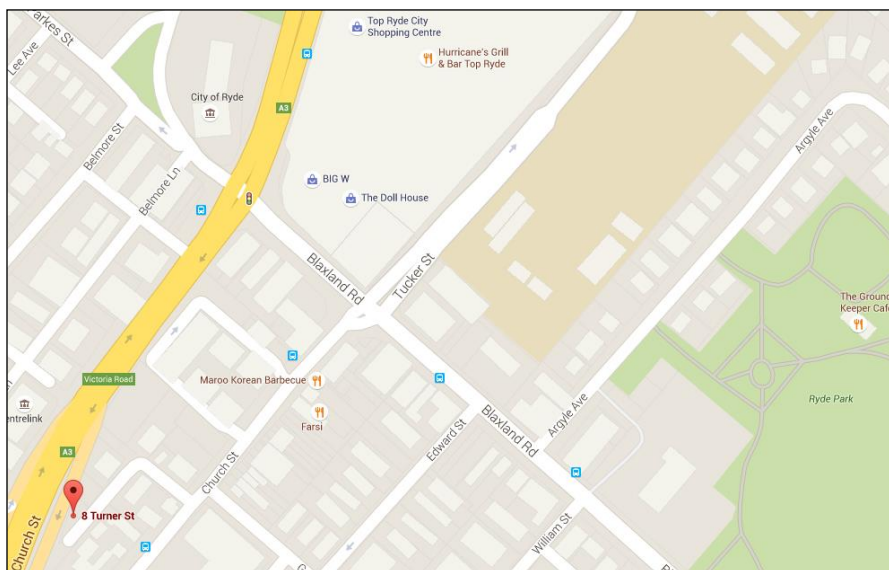 Top Ryde City
Shopping Centre
Hurricane's Grill
& Bar Top Ryde
Lee Ave
City of Ryde
A3
Argyle Ave
Belmore St
Belmore Ln
BIG W
The Doll House
Blaxland Rd
Tucker St
The Ground
Keeper Cafe
Victoria Road
Maroo Korean Barbecue
Ryde Park
entrelink
Farsi
Edward St
Blaxland Rd
Argyle Ave
A3
Church St
8 Turner St
Church St
William St